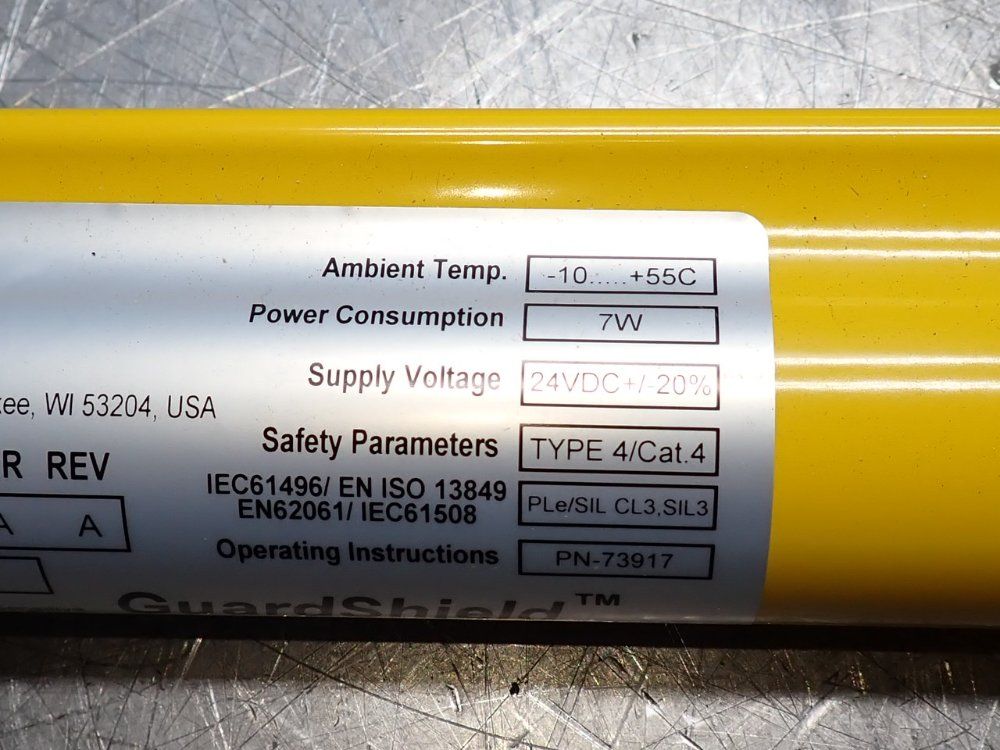 Ambient Temp. -10.....+55C
Power Consumption 7W
Supply Voltage 24VDC+/-20%
WI 53204, USA
Safety Parameters TYPE 4/Cat.4
REV
IEC61496/ EN ISO 13849
EN62061/ IEC61508 PLe/SIL CL3,SIL3
A
Operating Instructions PN-73917
GuardShield™